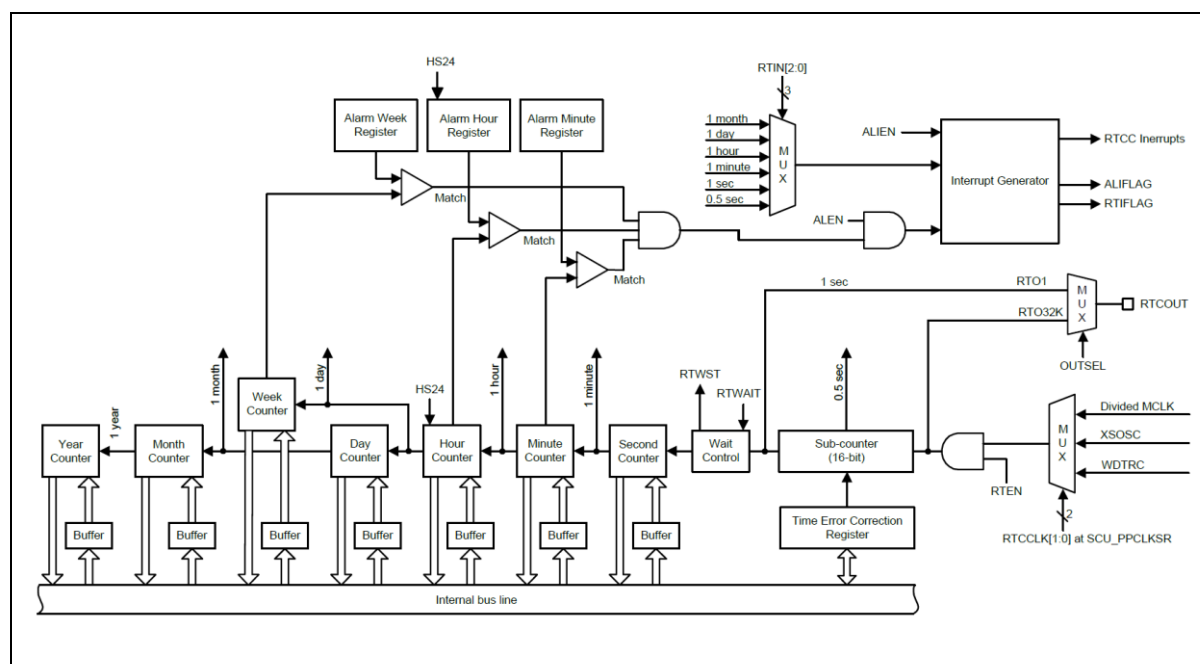 HS24
RTIN[2:0]
3
Alarm Week
Register
Alarm Hour
Register
Alarm Minute
Register
1 month
1 day
1 hour
1 minute
1 sec
0.5 sec
MUX
ALIEN
Interrupt Generator
RTCC Inerrupts
ALIFLAG
RTIFLAG
Match
Match
Match
ALEN
1 sec
RTO1
RTO32K
MUX
RTCOUT
OUTSEL
1 year
1 month
1 day
1 hour
1 minute
0.5 sec
HS24
RTWST
RTWAIT
Week
Counter
Year
Counter
Month
Counter
Day
Counter
Hour
Counter
Minute
Counter
Second
Counter
Wait
Control
Sub-counter
(16-bit)
RTEN
MUX
Divided MCLK
XSOSC
WDTRC
2
RTCCLK[1:0] at SCU_PPCLKSR
Buffer
Buffer
Buffer
Buffer
Buffer
Buffer
Buffer
Time Error Correction
Register
Internal bus line